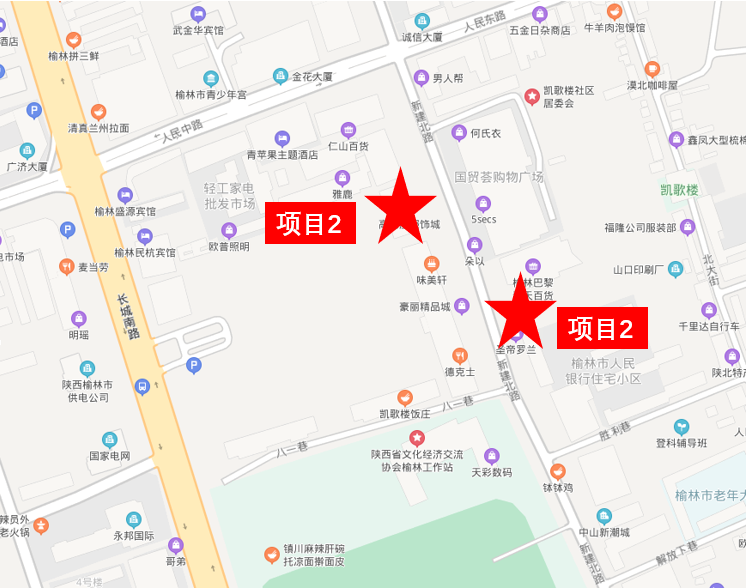 武金华宾馆
诚信大厦
人民东路
五金日杂商店
牛羊肉泡馍馆
酒店
榆林拼三鲜
榆林市青少年宫
金花大厦
男人帮
漠北咖啡屋
凯歌楼社区
居委会
清真兰州拉面
人民中路
新建北路
何氏衣
鑫凤大型梳棉
广济大厦
青苹果主题酒店
仁山百货
国贸荟购物广场
凯歌楼
轻工家电
批发市场
雅鹿
榆林盛源宾馆
项目2
饰城
5secs
福隆公司服装部
欧普照明
榆林民杭宾馆
电市场
麦当劳
朵以
味美轩
榆林巴黎
天百货
山口印刷厂
北大街
长城南路
明瑶
豪丽精品城
项目2
千里达自行车
圣帝罗兰
榆林市人民
银行住宅小区
德克士
新建北路
陕北特产
陕西榆林市
供电公司
凯歌楼饭庄
八一巷
八一巷
胜利巷
登科辅导班
国家电网
陕西省文化经济交流
协会榆林工作站
天彩数码
钵钵鸡
榆林市老年大
辣员外
老火锅
永邦国际
中山新潮城
哥弟
镇川麻辣肝碗
托凉面擀面皮
新建北路
解放下巷
4号楼